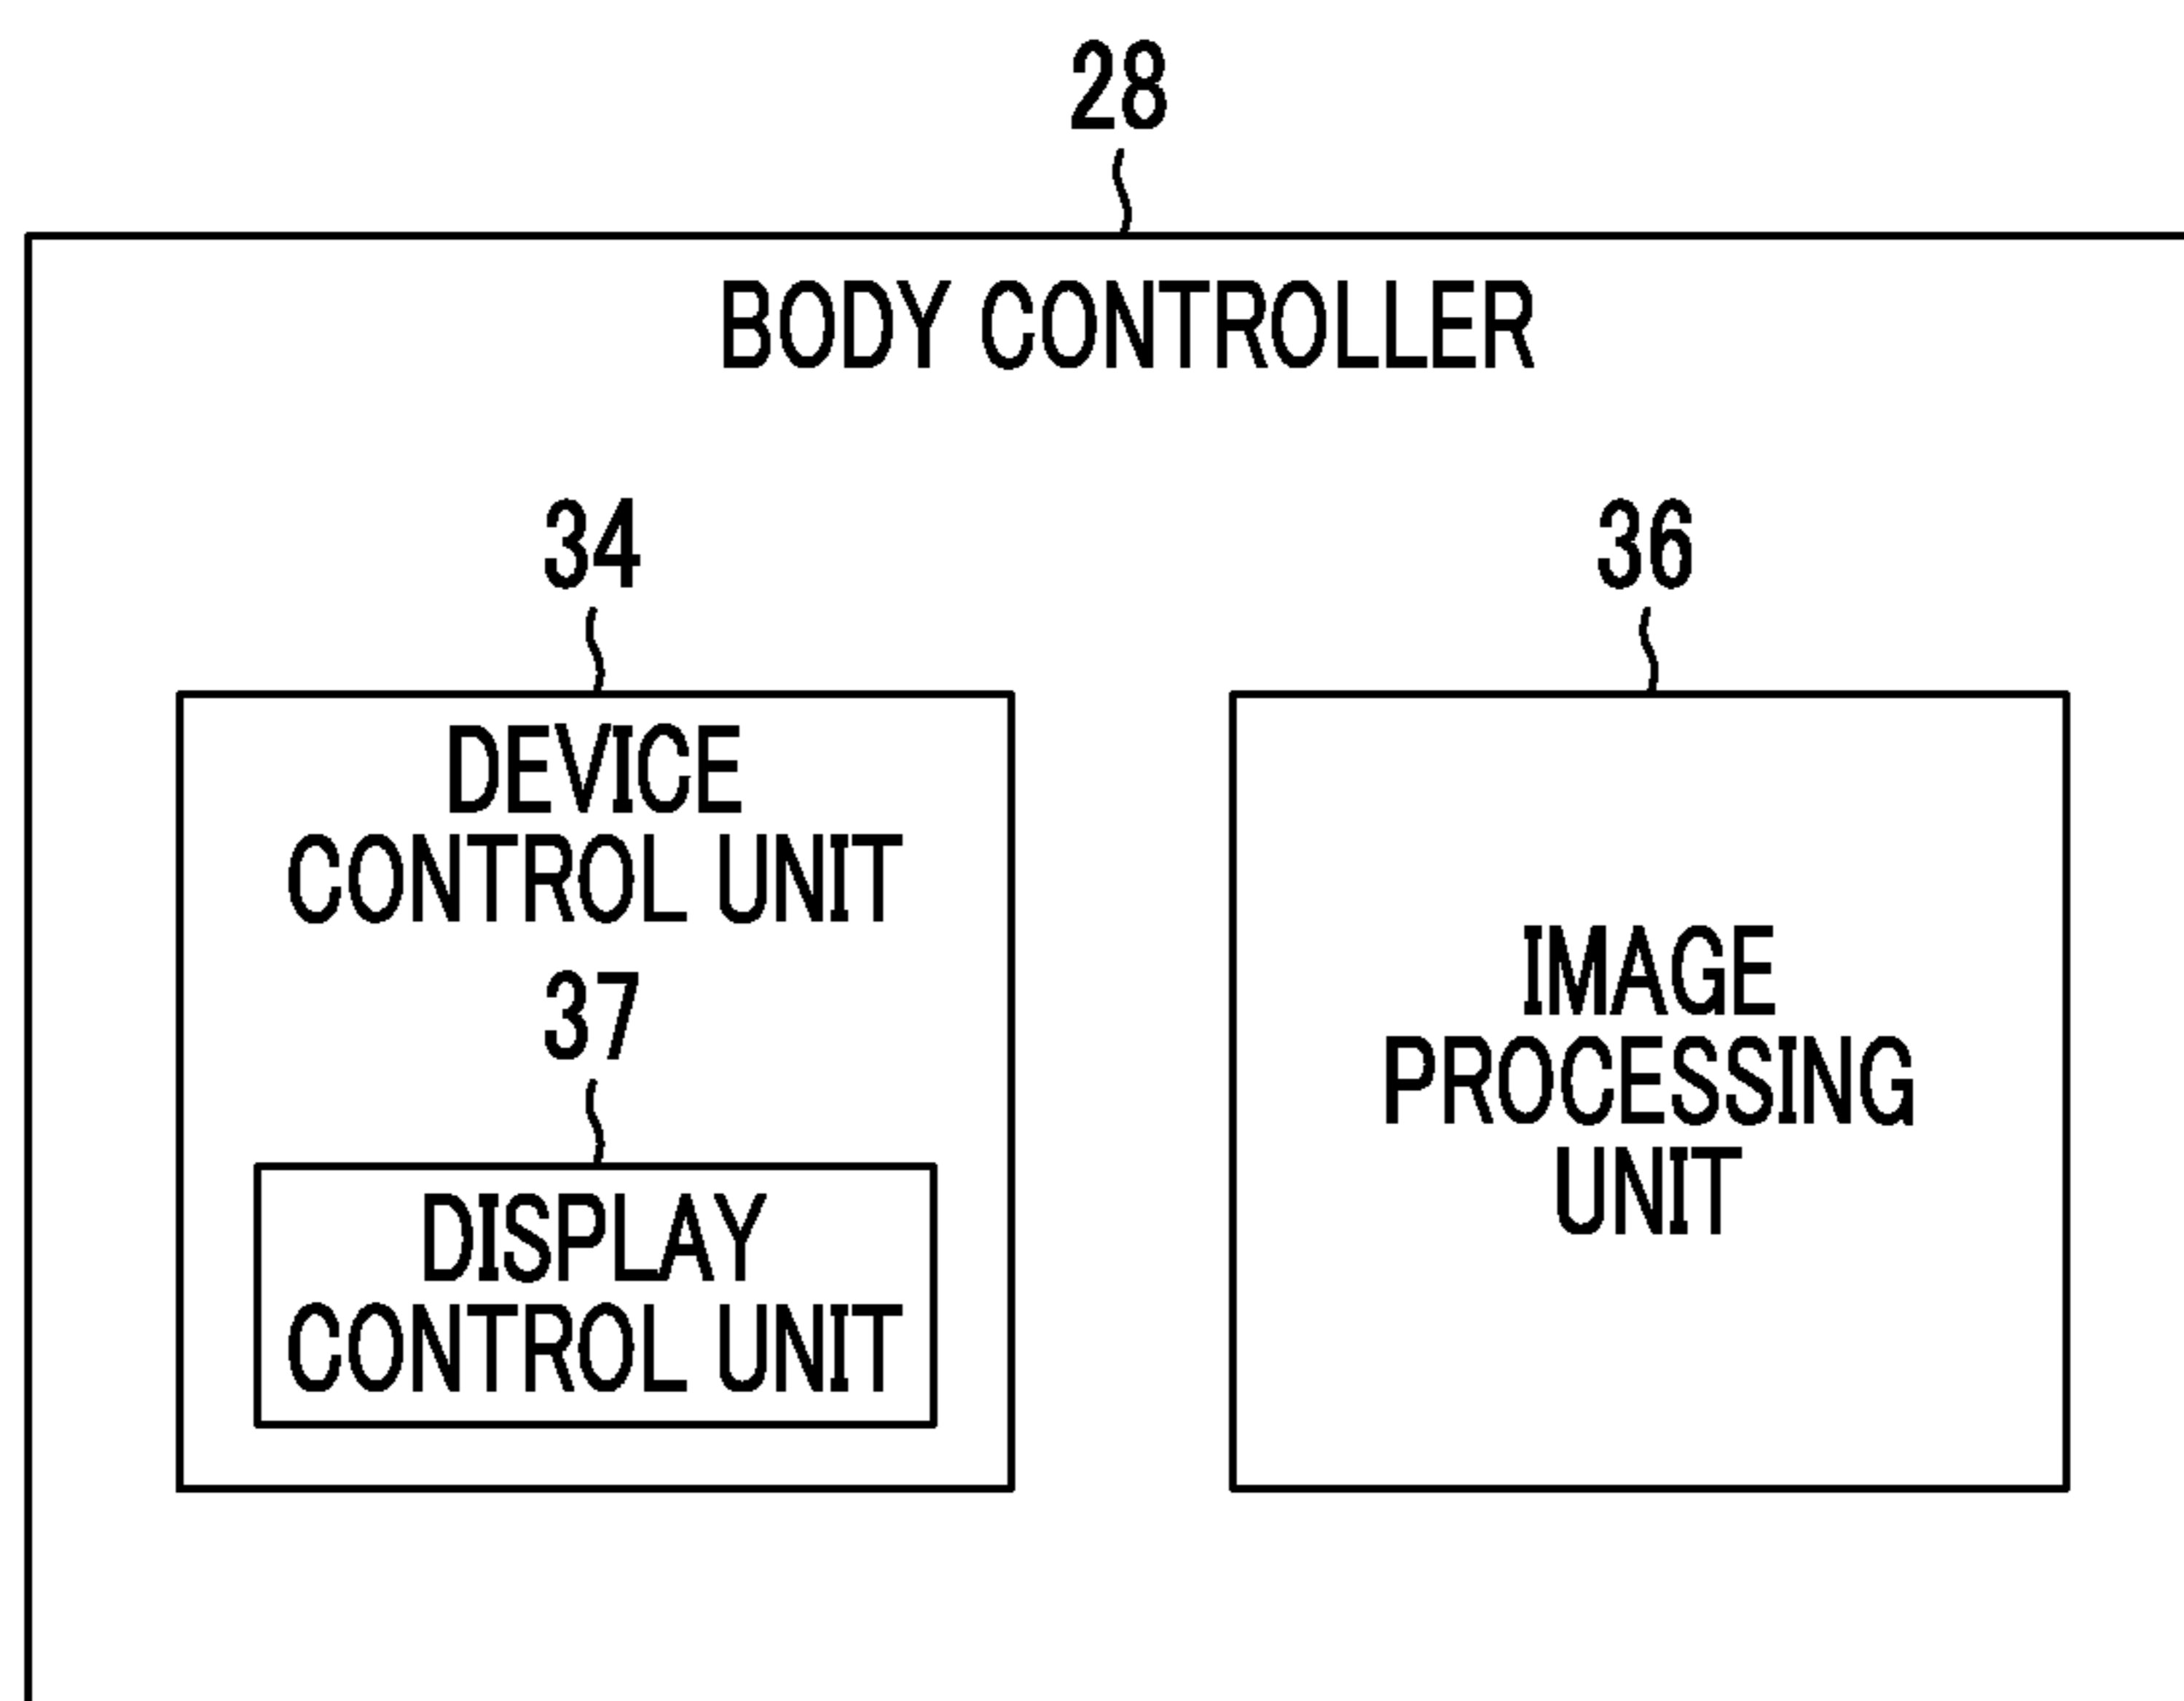 28
BODY CONTROLLER
34
36
DEVICE
CONTROL UNIT
37
DISPLAY
CONTROL UNIT
IMAGE
PROCESSING
UNIT